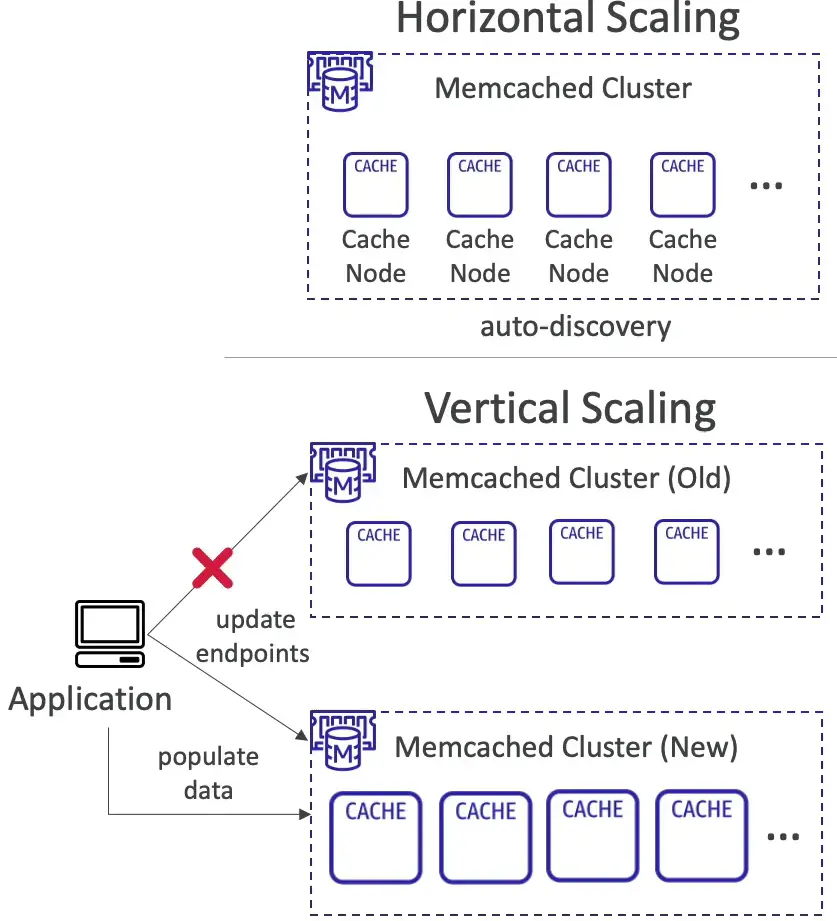 Horizontal Scaling
M
Memcached Cluster
CACHE CACHE CACHE CACHE ...
Cache Cache Cache Cache
Node Node Node Node
auto-discovery
Vertical Scaling
M
Memcached Cluster (Old)
CACHE CACHE CACHE CACHE ...
update
endpoints
Application
populate
data
M
Memcached Cluster (New)
CACHE CACHE CACHE CACHE ...